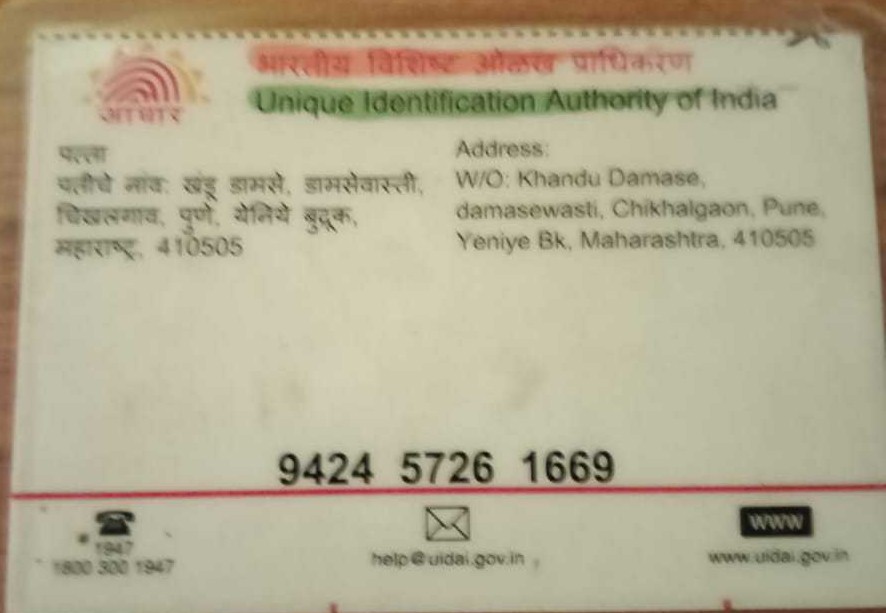 आधार
भारतीय विशिष्ट ओळख प्राधिकरण
Unique Identification Authority of India
पत्ता
पतीचे नांव: खंडू डामसे, डामसेवास्ती,
चिखलगाव, पुणे, येनिये बुद्रूक,
महाराष्ट्र, 410505
Address:
W/O: Khandu Damase,
damasewasti, Chikhalgaon, Pune,
Yeniye Bk, Maharashtra, 410505
9424 5726 1669
1947
1800 300 1947
help@uidai.gov.in
WWW
www.uidai.gov.in